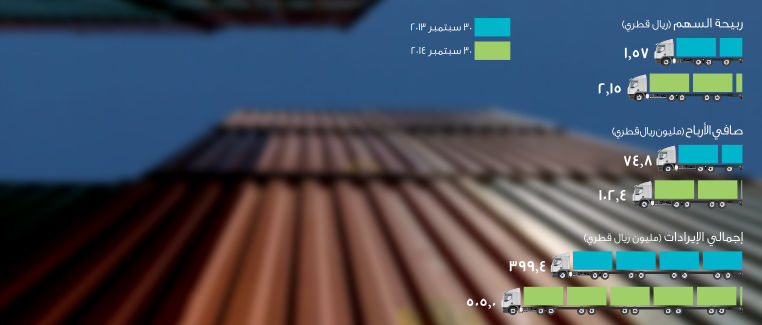 ربيحة السهم (ريال قطري)
١,٥٧
٢,١٥
٣٠ سبتمبر ٢٠١٣
٣٠ سبتمبر ٢٠١٤
صافي الأرباح (مليون ريال قطري)
٧٤,٨
١٠٢,٤
إجمالي الإيرادات (مليون ريال قطري)
٣٩٩,٤
٥٠٥,٠